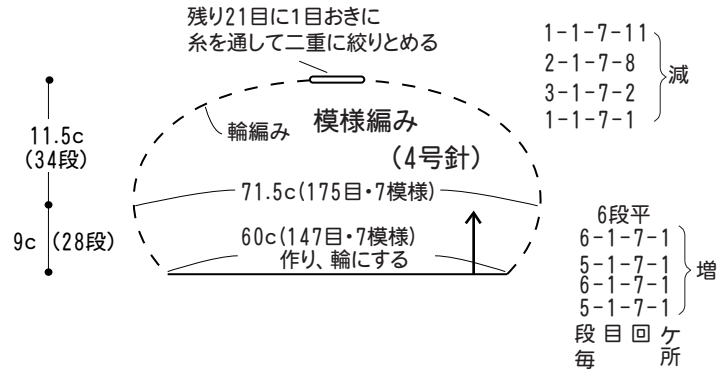 残り21目に1目おきに
糸を通して二重に絞りとめる
1-1-7-11
2-1-7-8
3-1-7-2
1-1-7-1
減
輪編み
模様編み
(4号針)
11.5c
(34段)
71.5c(175目・7模様)
9c (28段)
60c(147目・7模様)
作り、輪にする
6段平
6-1-7-1
5-1-7-1
6-1-7-1
5-1-7-1
増
段毎 目 回 ケ所